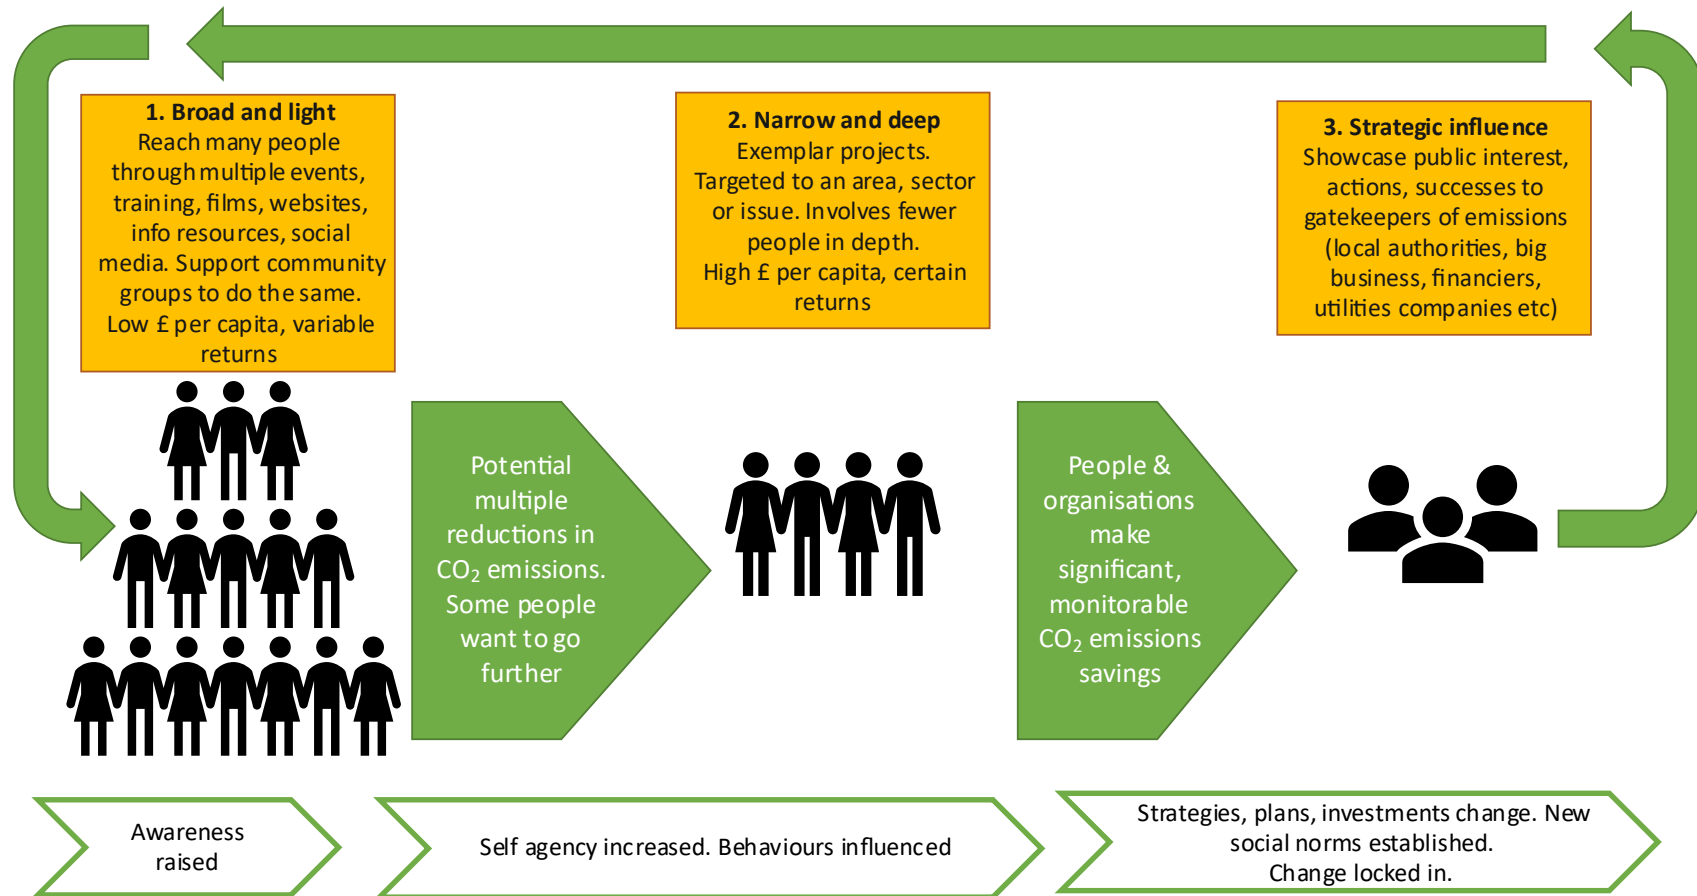 1. Broad and light
Reach many people
through multiple events,
training, films, websites,
info resources, social
media. Support community
groups to do the same.
Low £ per capita, variable
returns
2. Narrow and deep
Exemplar projects.
Targeted to an area, sector
or issue. Involves fewer
people in depth.
High £ per capita, certain
returns
3. Strategic influence
Showcase public interest,
actions, successes to
gatekeepers of emissions
(local authorities, big
business, financiers,
utilities companies etc)
Potential
multiple
reductions in
CO₂ emissions.
Some people
want to go
further
People &
organisations
make
significant,
monitorable
CO₂ emissions
savings
Awareness
raised
Self agency increased. Behaviours influenced
Strategies, plans, investments change. New
social norms established.
Change locked in.